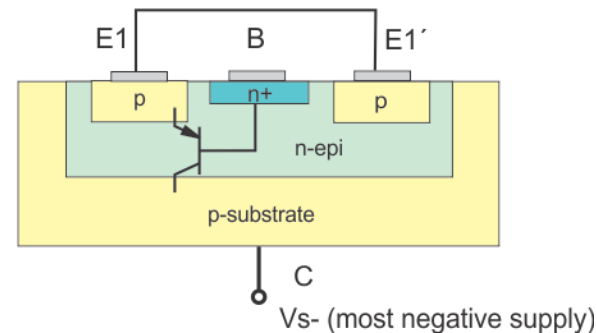 E1 B E1´
p n+ p
n-epi
p-substrate
C
Vs- (most negative supply)